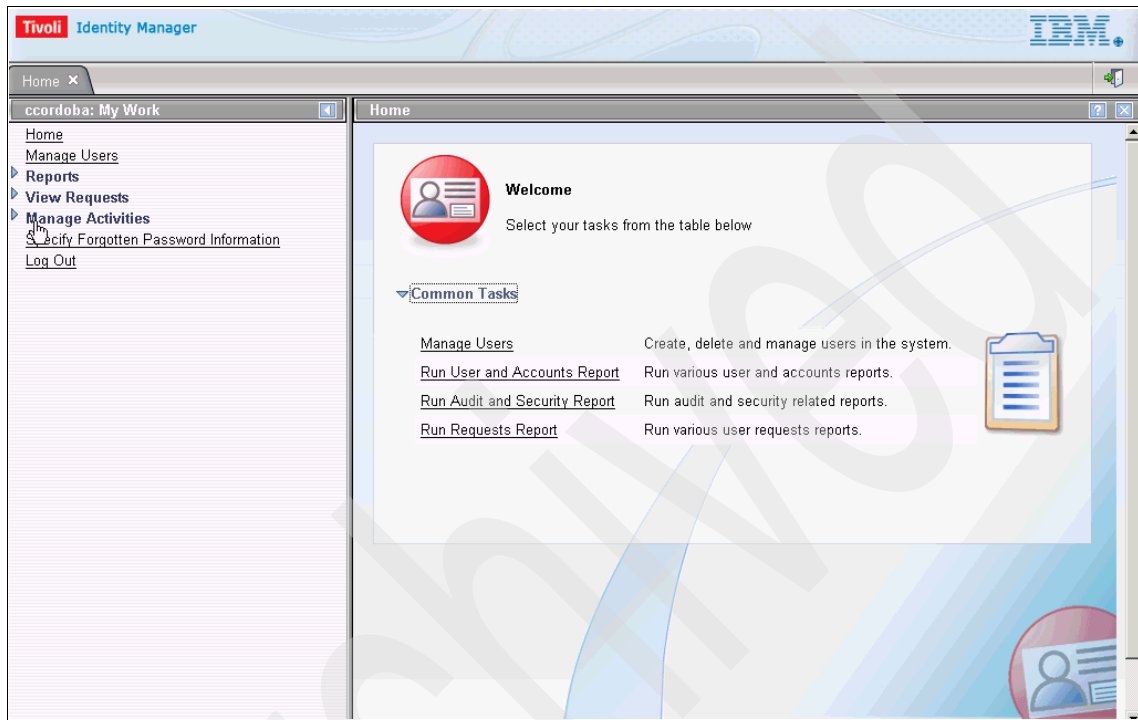 Tivoli Identity Manager
IBM.
Home
ccordoba: My Work
Home
Manage Users
Reports
View Requests
Manage Activities
Specify Forgotten Password Information
Log Out
Home
Welcome
Select your tasks from the table below
Common Tasks
Manage Users Create, delete and manage users in the system.
Run User and Accounts Report Run various user and accounts reports.
Run Audit and Security Report Run audit and security related reports.
Run Requests Report Run various user requests reports.